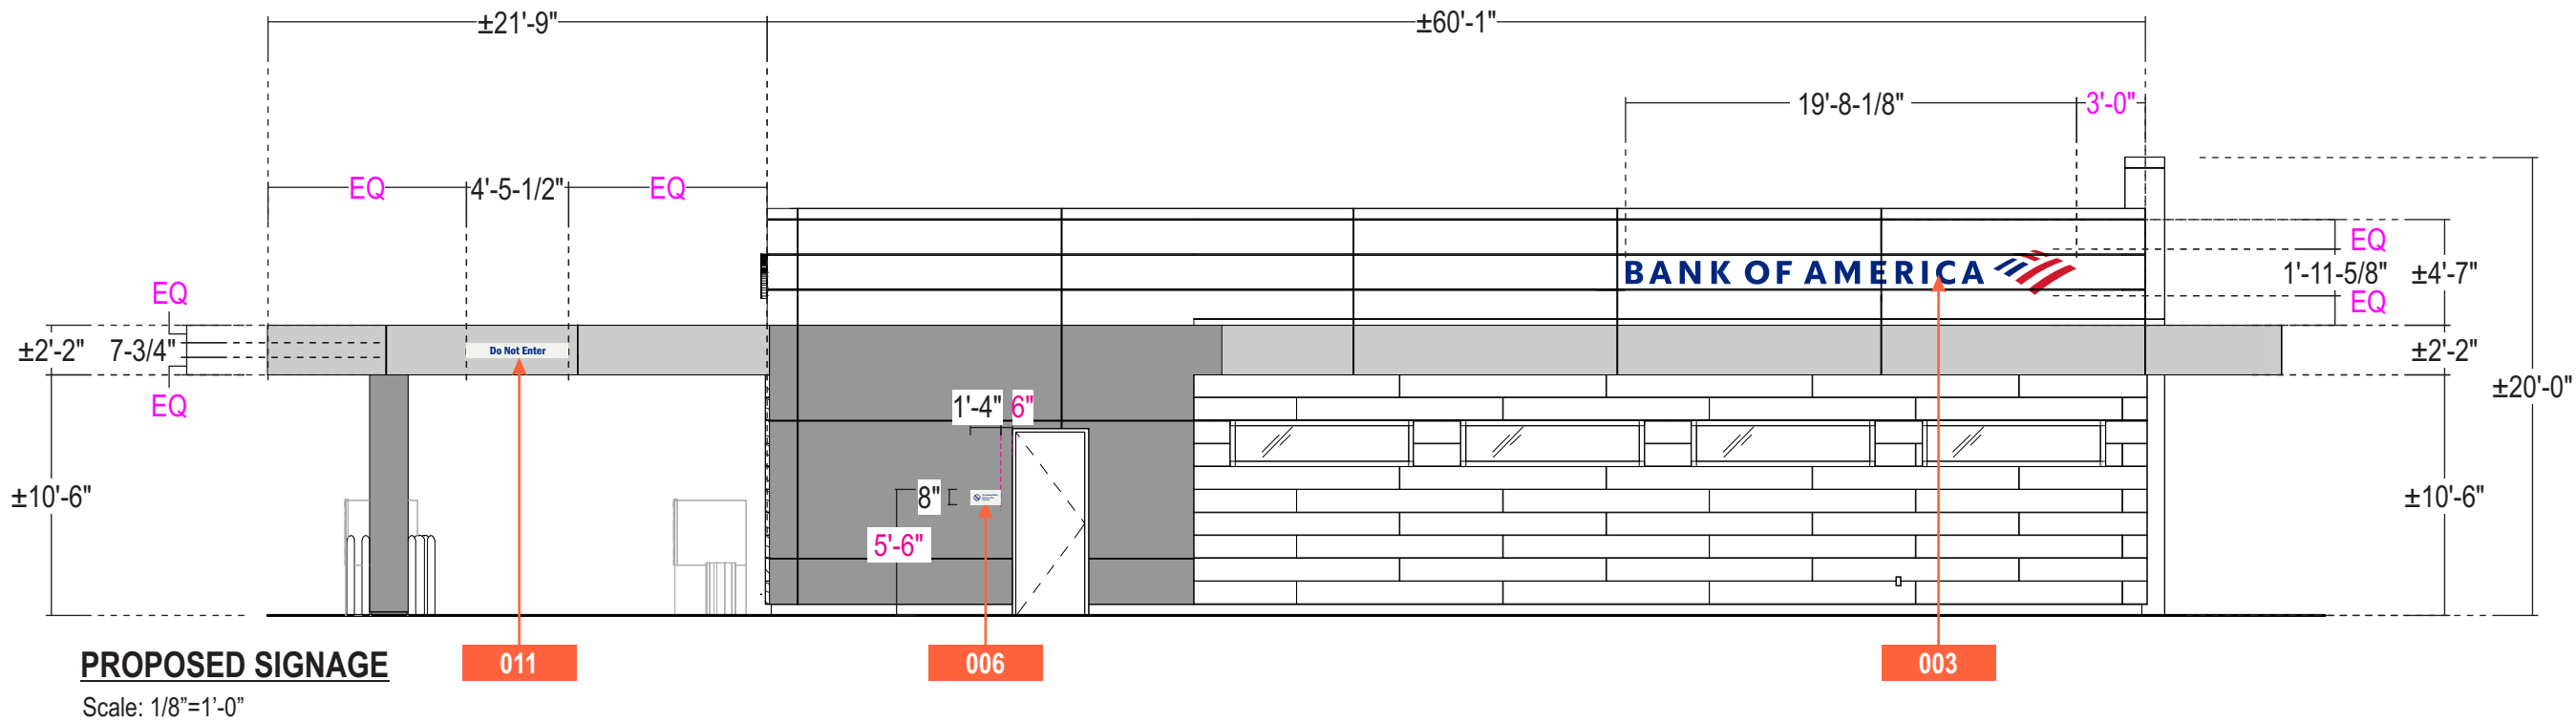 ±21'-9"
±60'-1"
19'-8-1/8"
3'-0"
EQ
4'-5-1/2"
EQ
EQ
BANK OF AMERICA
1'-11-5/8"
±4'-7"
EQ
EQ
±2'-2"
7-3/4"
Do Not Enter
±2'-2"
±20'-0"
EQ
1'-4"
6"
±10'-6"
8"
±10'-6"
5'-6"
PROPOSED SIGNAGE
011
006
003
Scale: 1/8”=1’-0”